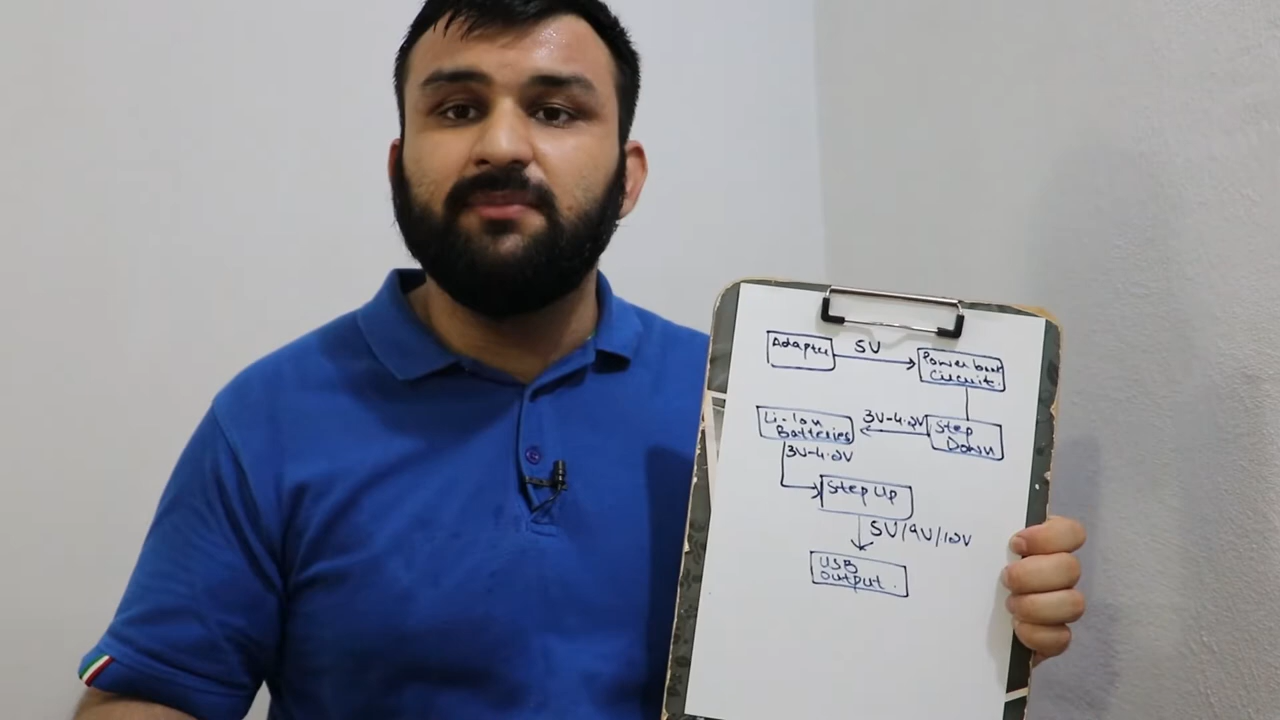 Adapter
5V
Power bank
Circuit.
Li-Ion
Batteries
3V-4.2V
Step
Down
3V-4.2V
Step Up
5V/9V/12V
USB
output.